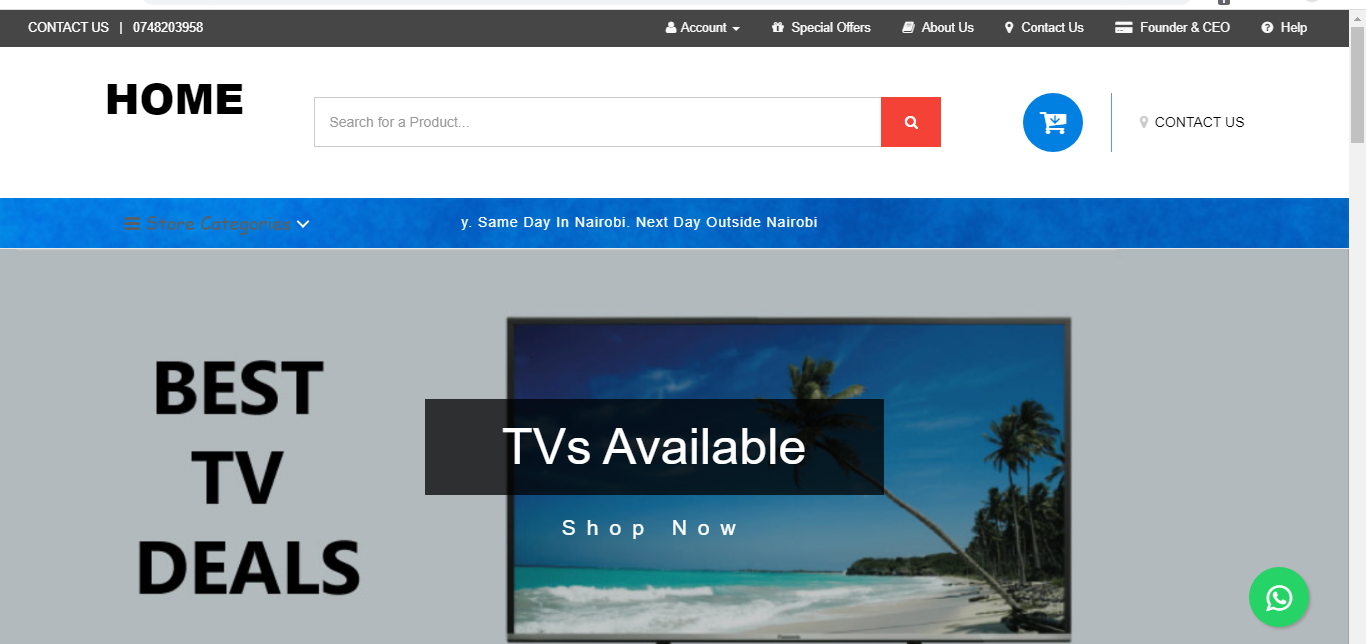 CONTACT US | 0748203958
Account Special Offers About Us Contact Us Founder & CEO Help
HOME
Search for a Product...
CONTACT US
Store Categories
y. Same Day In Nairobi. Next Day Outside Nairobi
BEST
TV
DEALS
TVs Available
Shop Now